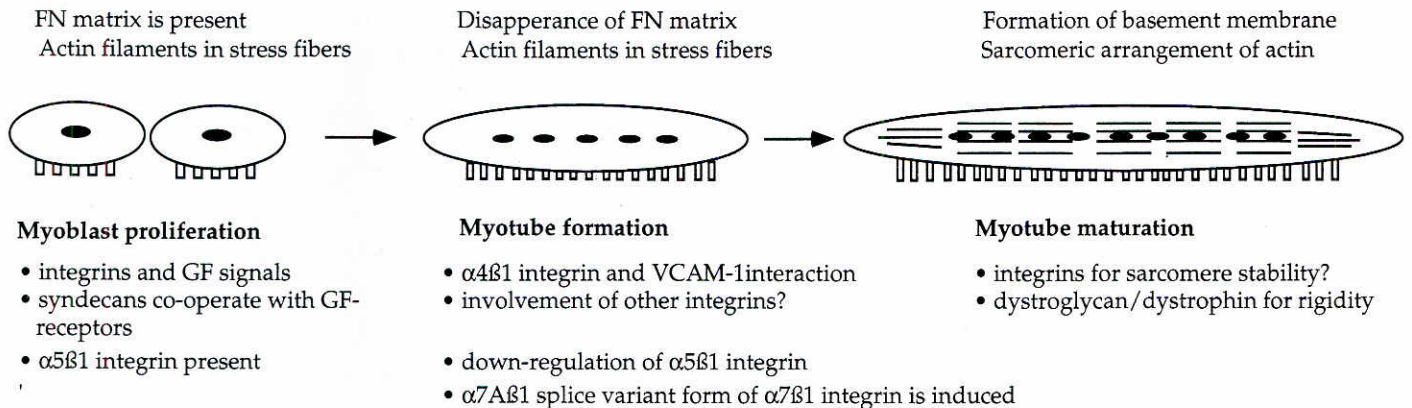 FN matrix is present
Actin filaments in stress fibers
Disapperance of FN matrix
Actin filaments in stress fibers
Formation of basement membrane
Sarcomeric arrangement of actin
Myoblast proliferation
• integrins and GF signals
• syndecans co-operate with GF-
receptors
• α5ß1 integrin present
Myotube formation
• α4ß1 integrin and VCAM-1interaction
• involvement of other integrins?
• down-regulation of α5ß1 integrin
• α7Aß1 splice variant form of α7ß1 integrin is induced
Myotube maturation
• integrins for sarcomere stability?
• dystroglycan/dystrophin for rigidity